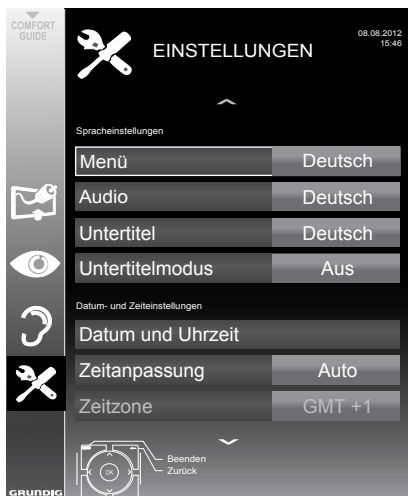 COMFORT
GUIDE
EINSTELLUNGEN
08.08.2012
15:46
Spracheinstellungen
Menü Deutsch
Audio Deutsch
Untertitel Deutsch
Untertitelmodus Aus
Datum- und Zeiteinstellungen
Datum und Uhrzeit
Zeitanpassung Auto
Zeitzone GMT +1
OK
Beenden
Zurück
GRUNDIG